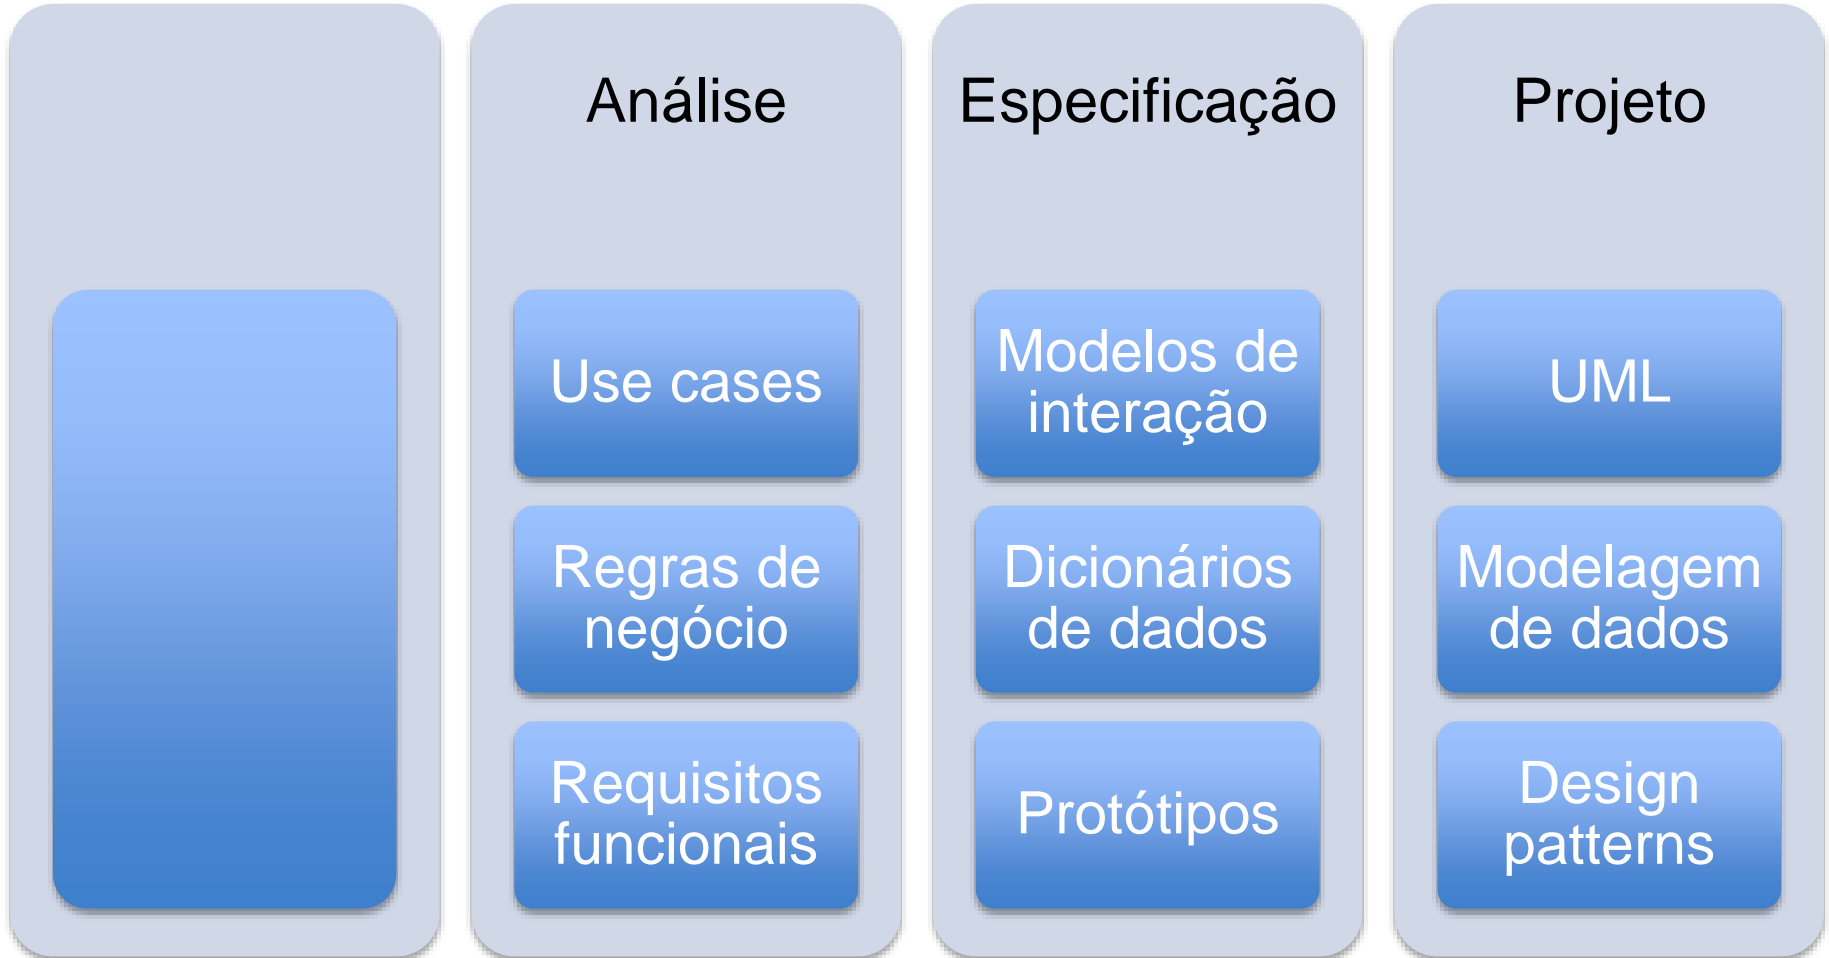 Análise
Use cases
Regras de
negócio
Requisitos
funcionais
Especificação
Modelos de
interação
Dicionários
de dados
Protótipos
Projeto
UML
Modelagem
de dados
Design
patterns